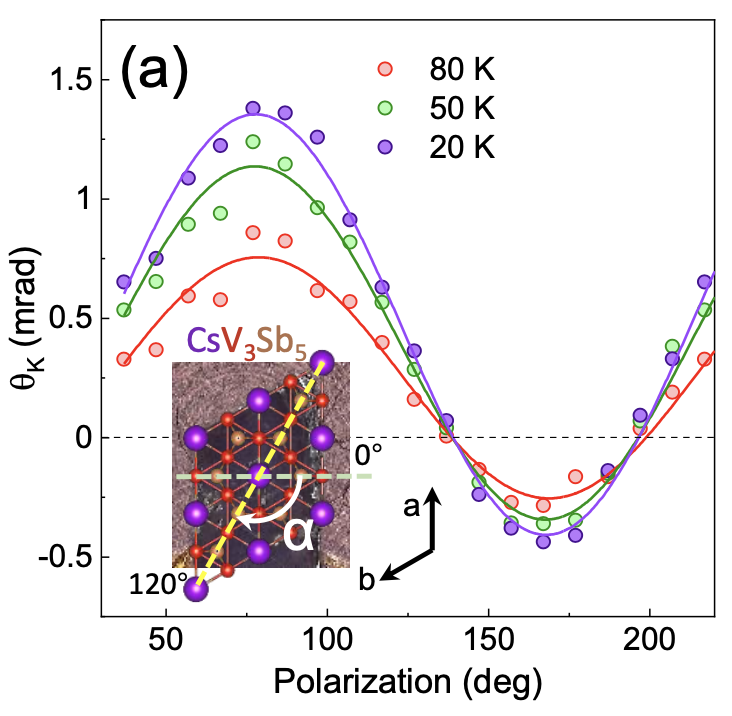 (a)
80 K
50 K
20 K
1.5
1
0.5
0
-0.5
θK (mrad)
CsV₃Sb₅
0°
α
120°
a
b
50
100
150
200
Polarization (deg)